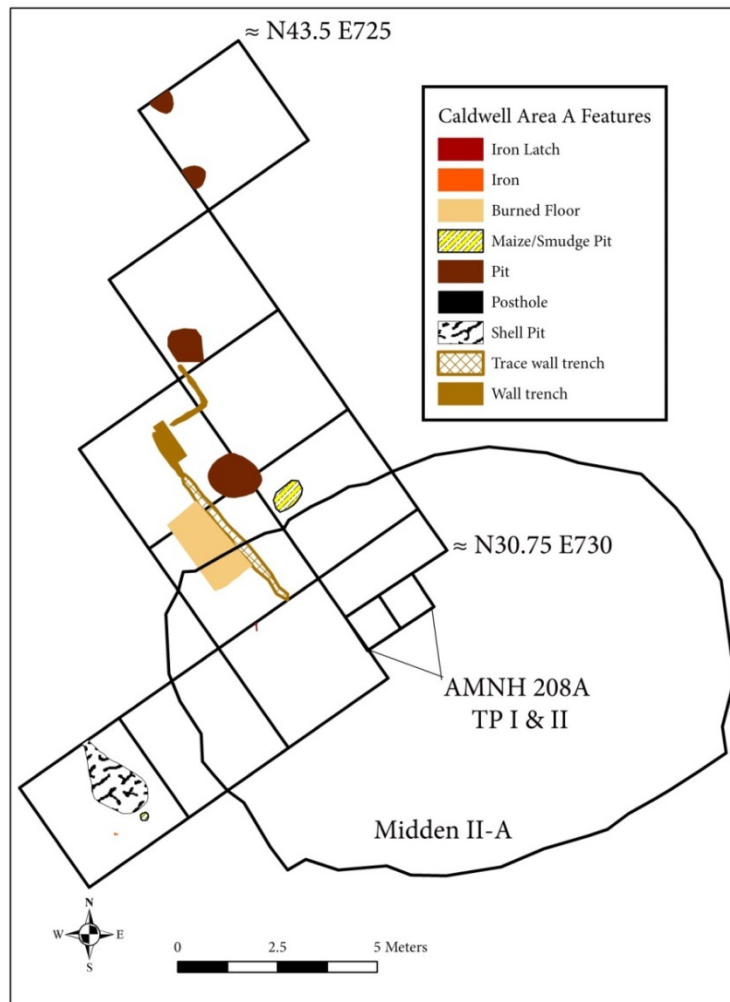 ≈ N43.5 E725
Caldwell Area A Features
Iron Latch
Iron
Burned Floor
Maize/Smudge Pit
Pit
Posthole
Shell Pit
Trace wall trench
Wall trench
≈ N30.75 E730
AMNH 208A
TP I & II
Midden II-A
N
W E
S
0 2.5 5 Meters